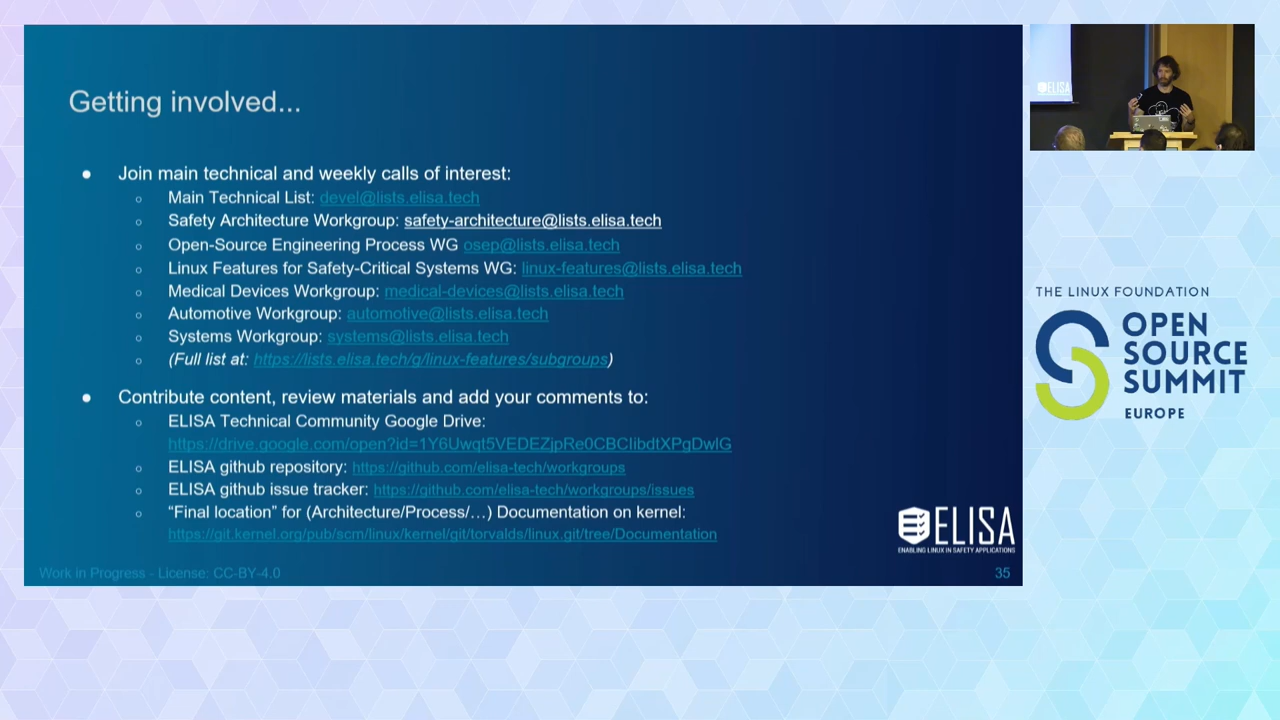 Getting involved...
● Join main technical and weekly calls of interest:
○ Main Technical List: devel@lists.elisa.tech
○ Safety Architecture Workgroup: safety-architecture@lists.elisa.tech
○ Open-Source Engineering Process WG osep@lists.elisa.tech
○ Linux Features for Safety-Critical Systems WG: linux-features@lists.elisa.tech
○ Medical Devices Workgroup: medical-devices@lists.elisa.tech
○ Automotive Workgroup: automotive@lists.elisa.tech
○ Systems Workgroup: systems@lists.elisa.tech
○ (Full list at: https://lists.elisa.tech/g/linux-features/subgroups)
● Contribute content, review materials and add your comments to:
○ ELISA Technical Community Google Drive:
https://drive.google.com/open?id=1Y6Uwqt5VEDEZjpRe0CBCIibdtXPgDwlG
○ ELISA github repository: https://github.com/elisa-tech/workgroups
○ ELISA github issue tracker: https://github.com/elisa-tech/workgroups/issues
○ “Final location” for (Architecture/Process/…) Documentation on kernel:
https://git.kernel.org/pub/scm/linux/kernel/git/torvalds/linux.git/tree/Documentation
ELISA
ENABLING LINUX IN SAFETY APPLICATIONS
Work in Progress - License: CC-BY-4.0
35
ELISA
THE LINUX FOUNDATION
OPEN
SOURCE
SUMMIT
EUROPE